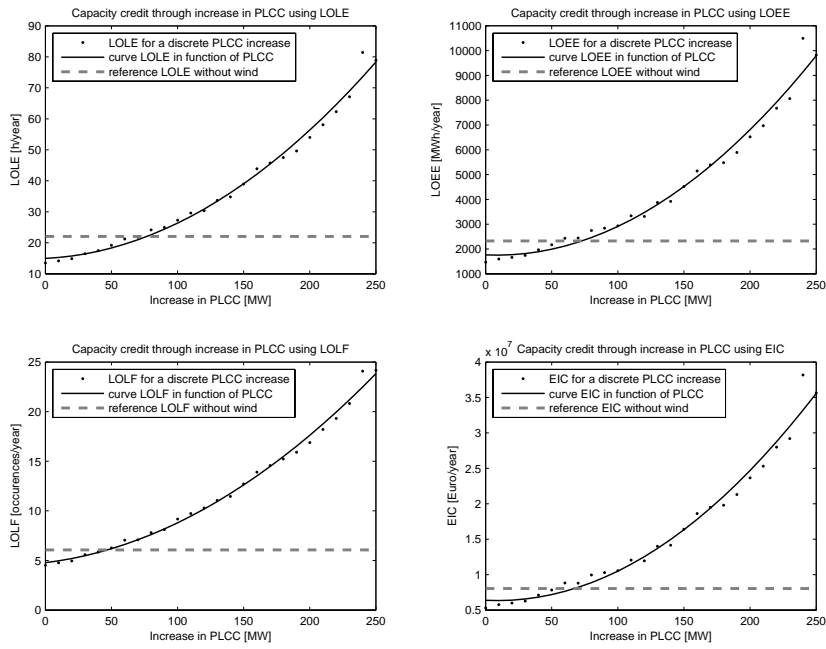 Capacity credit through increase in PLCC using LOLE
90
80
70
60
50
40
30
20
10
LOLE [h/year]
LOLE for a discrete PLCC increase
curve LOLE in function of PLCC
reference LOLE without wind
0 50 100 150 200 250
Increase in PLCC [MW]
Capacity credit through increase in PLCC using LOEE
11000
10000
9000
8000
7000
6000
5000
4000
3000
2000
1000
LOEE [MWh/year]
LOEE for a discrete PLCC increase
curve LOEE in function of PLCC
reference LOEE without wind
0 50 100 150 200 250
Increase in PLCC [MW]
Capacity credit through increase in PLCC using LOLF
25
20
15
10
5
0
LOLF [occurences/year]
LOLF for a discrete PLCC increase
curve LOLF in function of PLCC
reference LOLF without wind
0 50 100 150 200 250
Increase in PLCC [MW]
x 10^7 Capacity credit through increase in PLCC using EIC
4
3.5
3
2.5
2
1.5
1
0.5
EIC [Euro/year]
EIC for a discrete PLCC increase
curve EIC in function of PLCC
reference EIC without wind
0 50 100 150 200 250
Increase in PLCC [MW]